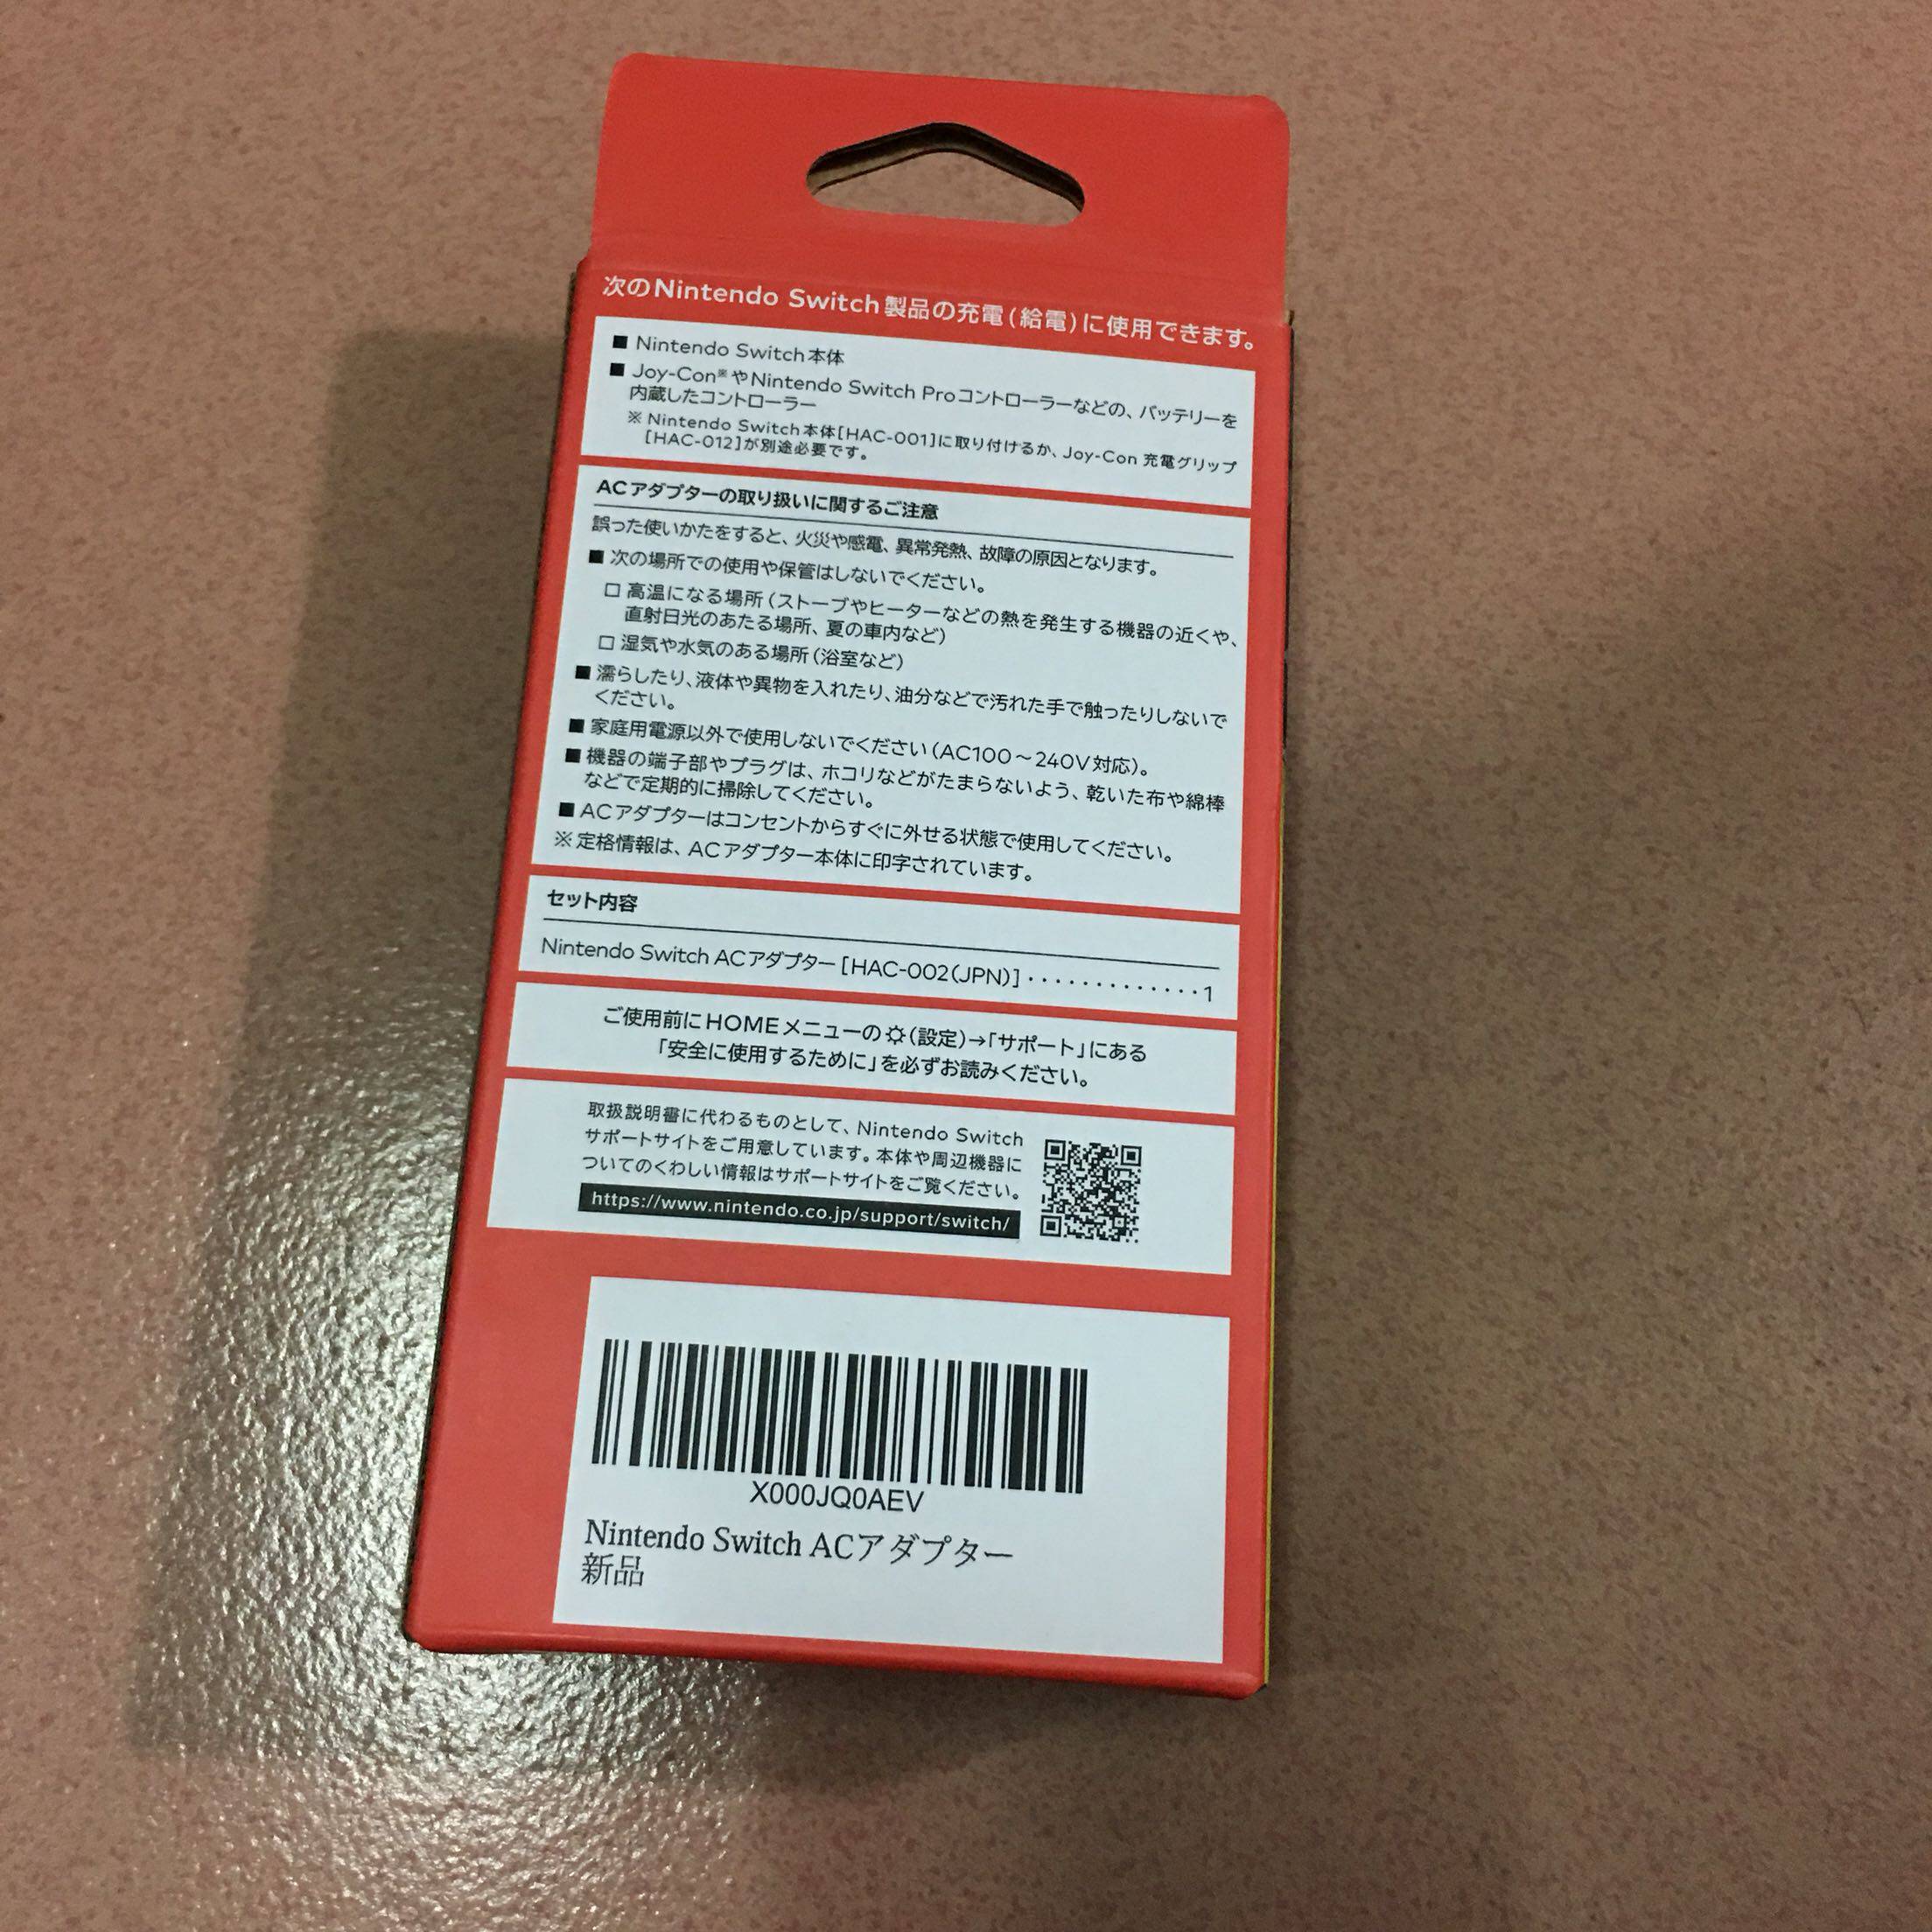 次のNintendo Switch製品の充電(給電)に使用できます。
■ Nintendo Switch本体
■ Joy-Con※やNintendo Switch Proコントローラーなどの、バッテリーを
内蔵したコントローラー
※ Nintendo Switch本体[HAC-001]に取り付けるか、Joy-Con 充電グリップ
[HAC-012]が別途必要です。
ACアダプターの取り扱いに関するご注意
誤った使いかたをすると、火災や感電、異常発熱、故障の原因となります。
■ 次の場所での使用や保管はしないでください。
□ 高温になる場所(ストーブやヒーターなどの熱を発生する機器の近くや、
直射日光のあたる場所、夏の車内など)
□ 湿気や水気のある場所(浴室など)
■ 濡らしたり、液体や異物を入れたり、油分などで汚れた手で触ったりしないで
ください。
■ 家庭用電源以外で使用しないでください(AC100～240V対応)。
■ 機器の端子部やプラグは、ホコリなどがたまらないよう、乾いた布や綿棒
などで定期的に掃除してください。
■ ACアダプターはコンセントからすぐに外せる状態で使用してください。
※ 定格情報は、ACアダプター本体に印字されています。
セット内容
Nintendo Switch ACアダプター [HAC-002(JPN)] ·············1
ご使用前にHOMEメニューの(設定)→「サポート」にある
「安全に使用するために」を必ずお読みください。
取扱説明書に代わるものとして、Nintendo Switch
サポートサイトをご用意しています。本体や周辺機器に
ついてのくわしい情報はサポートサイトをご覧ください。
https://www.nintendo.co.jp/support/switch/
X000JQ0AEV
Nintendo Switch ACアダプター
新品